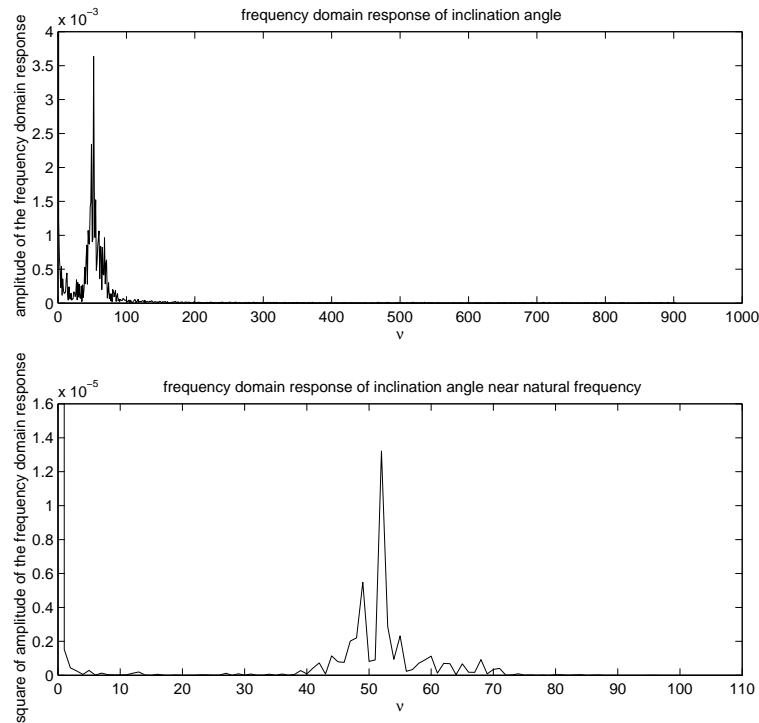 x 10⁻³
frequency domain response of inclination angle
amplitude of the frequency domain response
4
3.5
3
2.5
2
1.5
1
0.5
0
0 100 200 300 400 500 600 700 800 900 1000
ν
x 10⁻⁵
frequency domain response of inclination angle near natural frequency
square of amplitude of the frequency domain response
1.6
1.4
1.2
1
0.8
0.6
0.4
0.2
0
0 10 20 30 40 50 60 70 80 90 100 110
ν